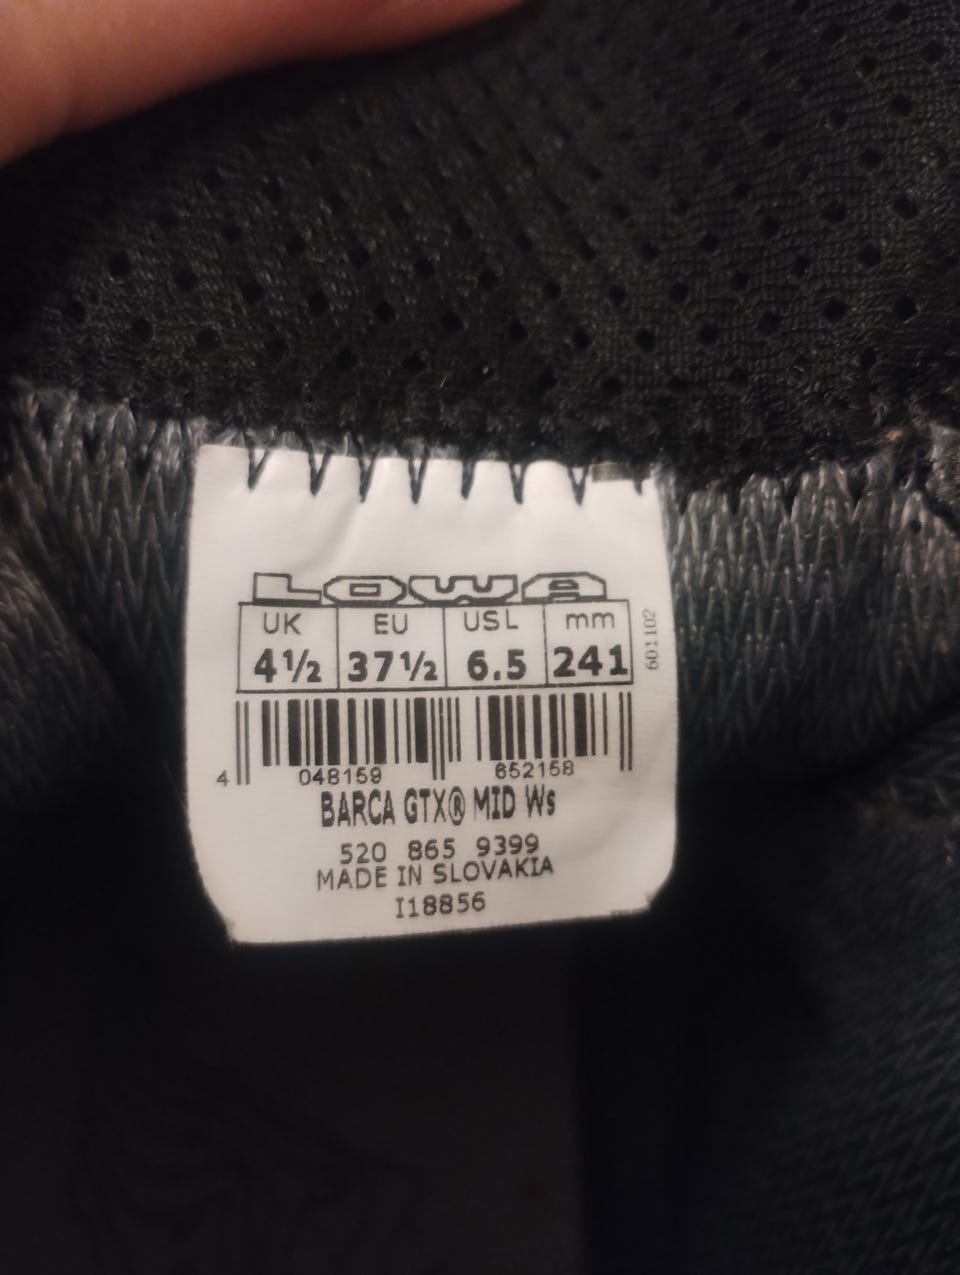 LOWA
UK EU USL mm
4½ 37½ 6.5 241
601102
4 048159 652158
BARCA GTX® MID Ws
520 865 9399
MADE IN SLOVAKIA
I18856